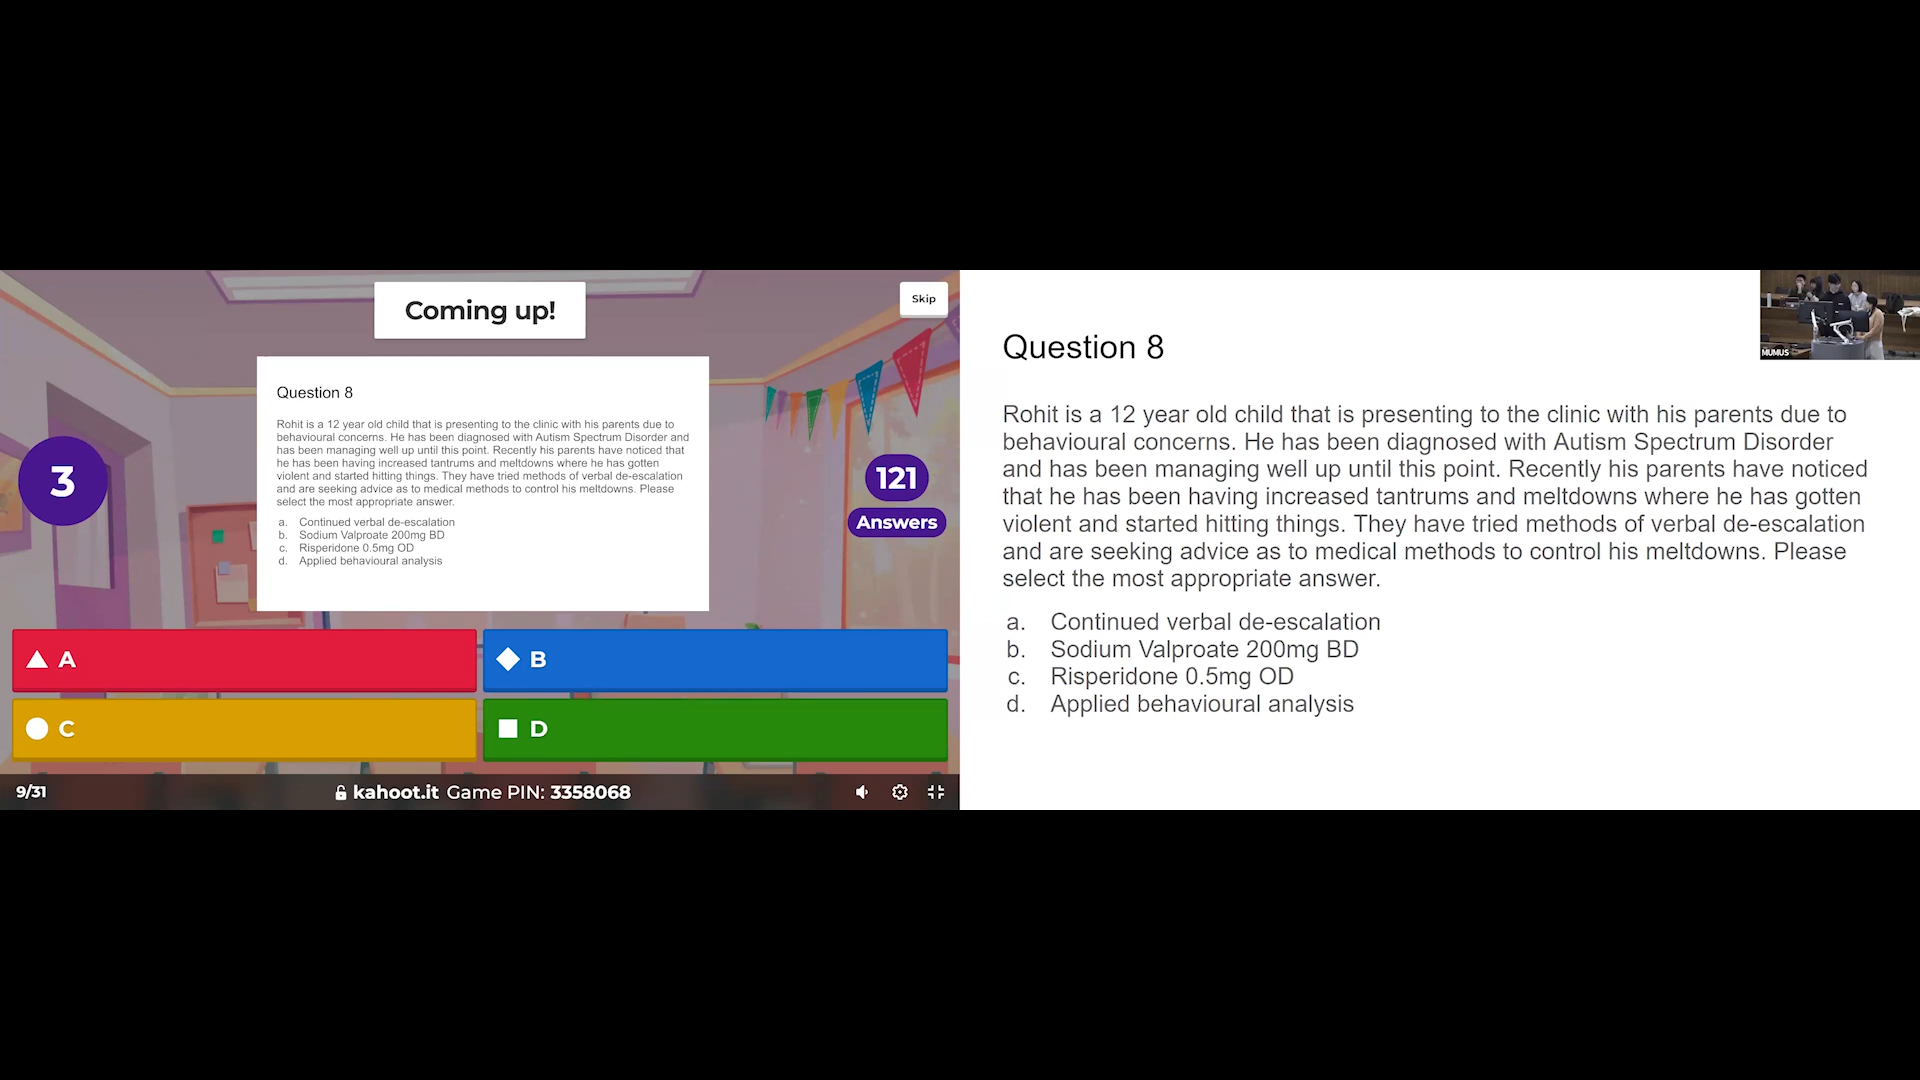 Coming up!
Skip
Question 8
Rohit is a 12 year old child that is presenting to the clinic with his parents due to
behavioural concerns. He has been diagnosed with Autism Spectrum Disorder and
has been managing well up until this point. Recently his parents have noticed that
he has been having increased tantrums and meltdowns where he has gotten
violent and started hitting things. They have tried methods of verbal de-escalation
and are seeking advice as to medical methods to control his meltdowns. Please
select the most appropriate answer.
a. Continued verbal de-escalation
b. Sodium Valproate 200mg BD
c. Risperidone 0.5mg OD
d. Applied behavioural analysis
3
121
Answers
A
B
C
D
9/31
kahoot.it Game PIN: 3358068
Question 8
Rohit is a 12 year old child that is presenting to the clinic with his parents due to
behavioural concerns. He has been diagnosed with Autism Spectrum Disorder
and has been managing well up until this point. Recently his parents have noticed
that he has been having increased tantrums and meltdowns where he has gotten
violent and started hitting things. They have tried methods of verbal de-escalation
and are seeking advice as to medical methods to control his meltdowns. Please
select the most appropriate answer.
a. Continued verbal de-escalation
b. Sodium Valproate 200mg BD
c. Risperidone 0.5mg OD
d. Applied behavioural analysis
MUMUS